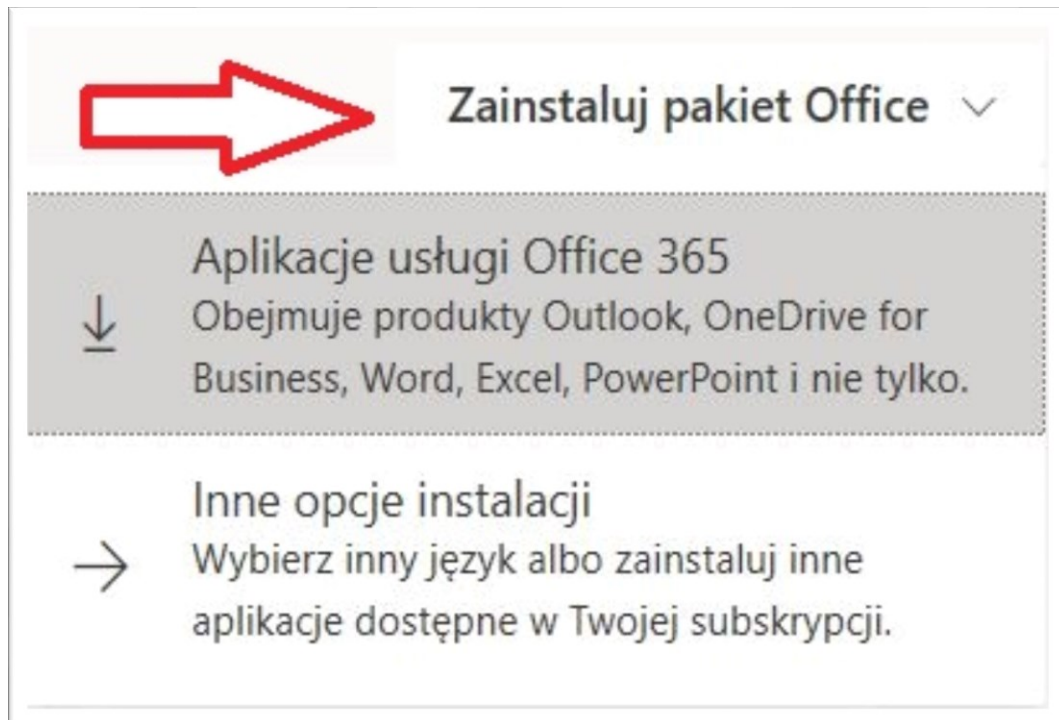 Zainstaluj pakiet Office
Aplikacje usługi Office 365
Obejmuje produkty Outlook, OneDrive for
Business, Word, Excel, PowerPoint i nie tylko.
Inne opcje instalacji
Wybierz inny język albo zainstaluj inne
aplikacje dostępne w Twojej subskrypcji.